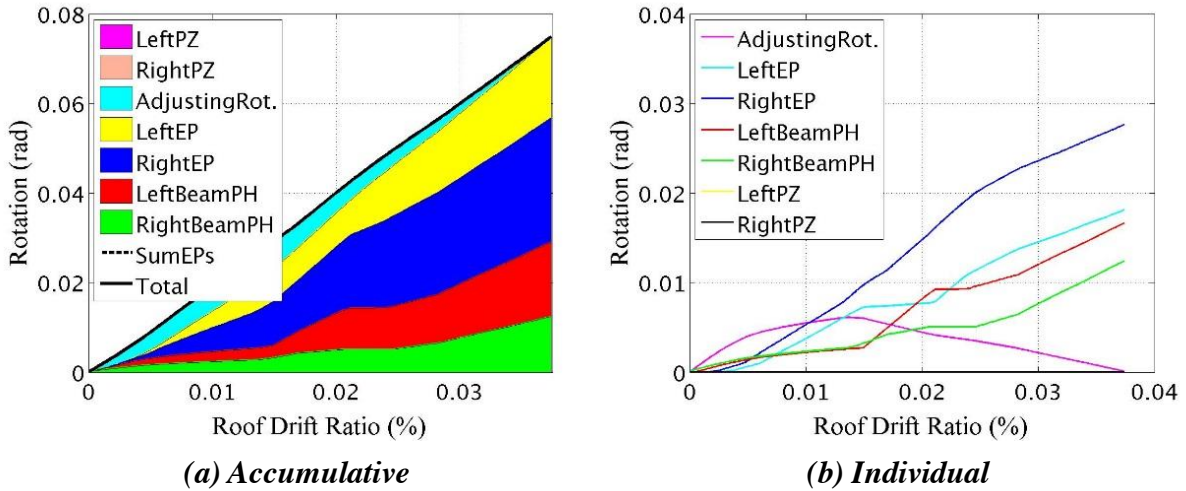 0.08
0.06
0.04
0.02
0
Rotation (rad)
LeftPZ
RightPZ
AdjustingRot.
LeftEP
RightEP
LeftBeamPH
RightBeamPH
SumEPs
Total
0 0.01 0.02 0.03
Roof Drift Ratio (%)
(a) Accumulative
0.04
0.03
0.02
0.01
0
Rotation (rad)
AdjustingRot.
LeftEP
RightEP
LeftBeamPH
RightBeamPH
LeftPZ
RightPZ
0 0.01 0.02 0.03 0.04
Roof Drift Ratio (%)
(b) Individual